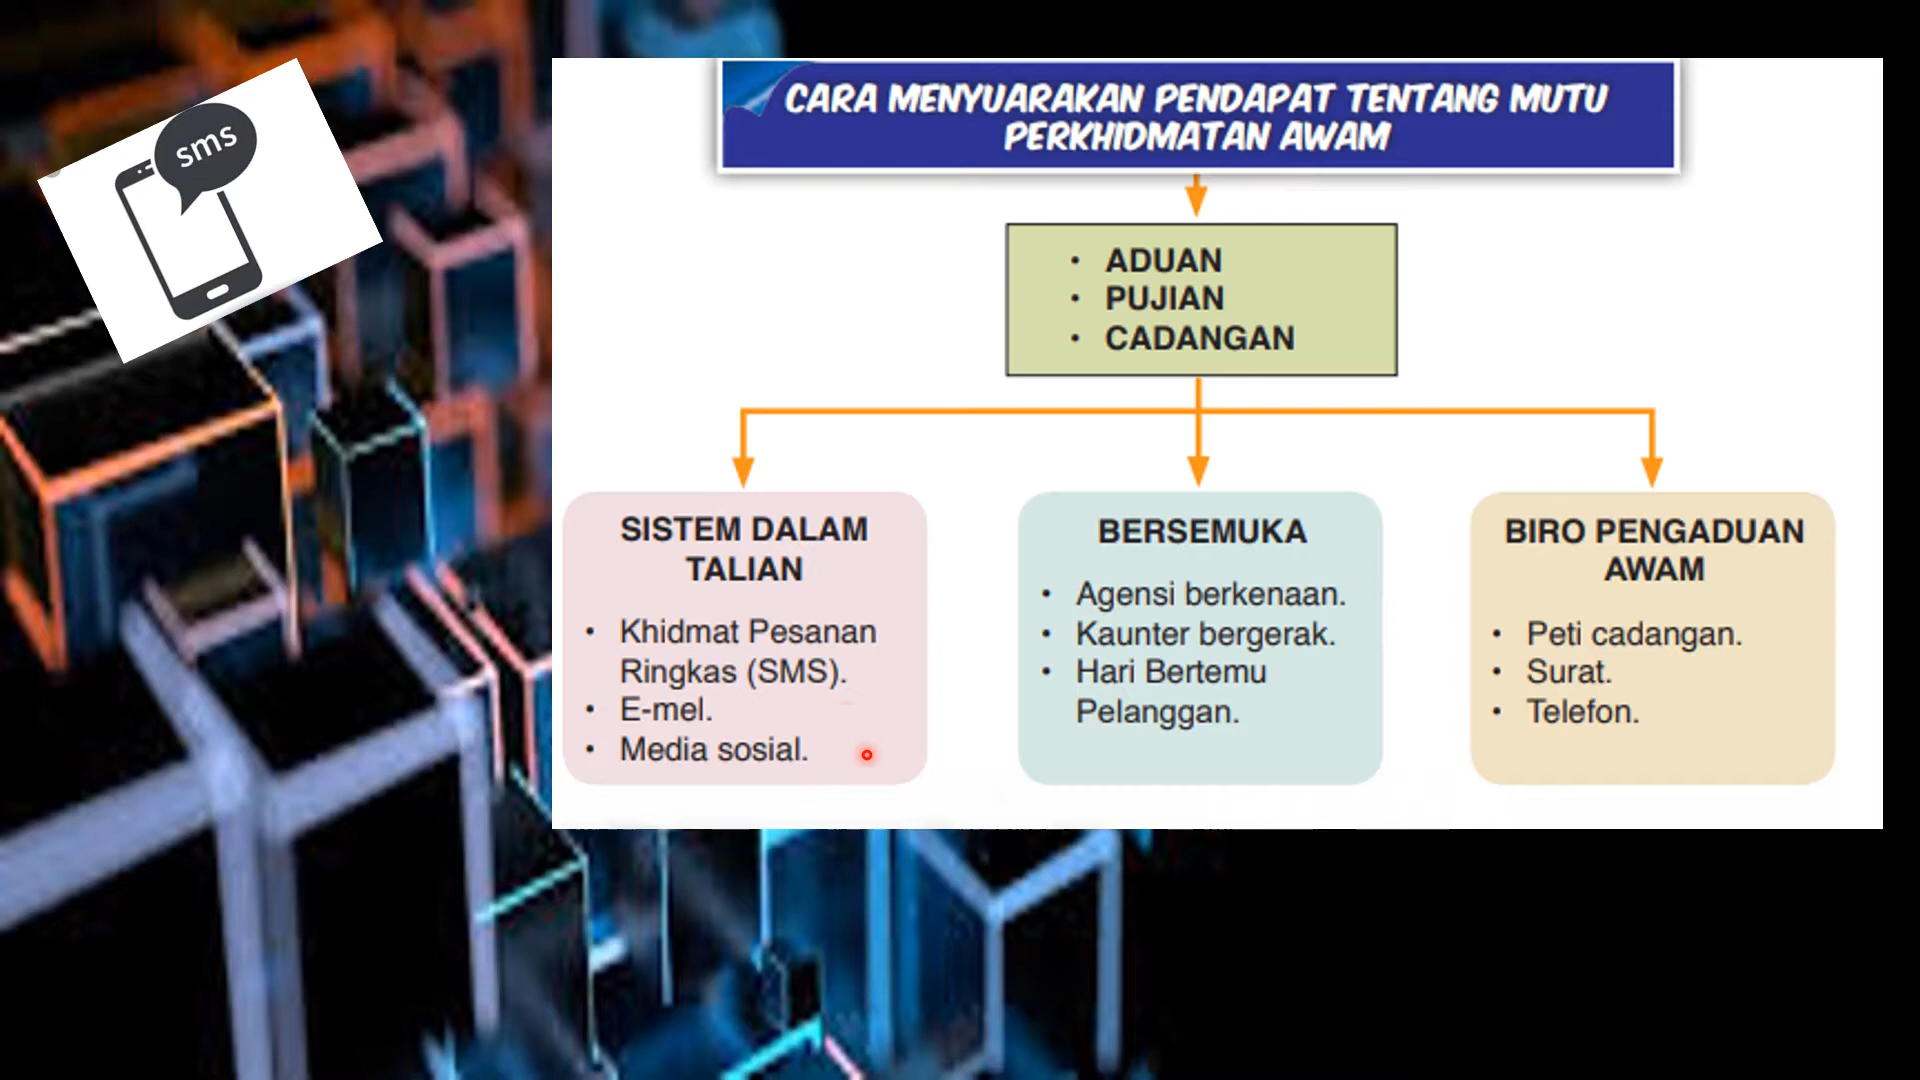 sms
CARA MENYUARAKAN PENDAPAT TENTANG MUTU
PERKHIDMATAN AWAM
• ADUAN
• PUJIAN
• CADANGAN
SISTEM DALAM
TALIAN
• Khidmat Pesanan
Ringkas (SMS).
• E-mel.
• Media sosial.
BERSEMUKA
• Agensi berkenaan.
• Kaunter bergerak.
• Hari Bertemu
Pelanggan.
BIRO PENGADUAN
AWAM
• Peti cadangan.
• Surat.
• Telefon.